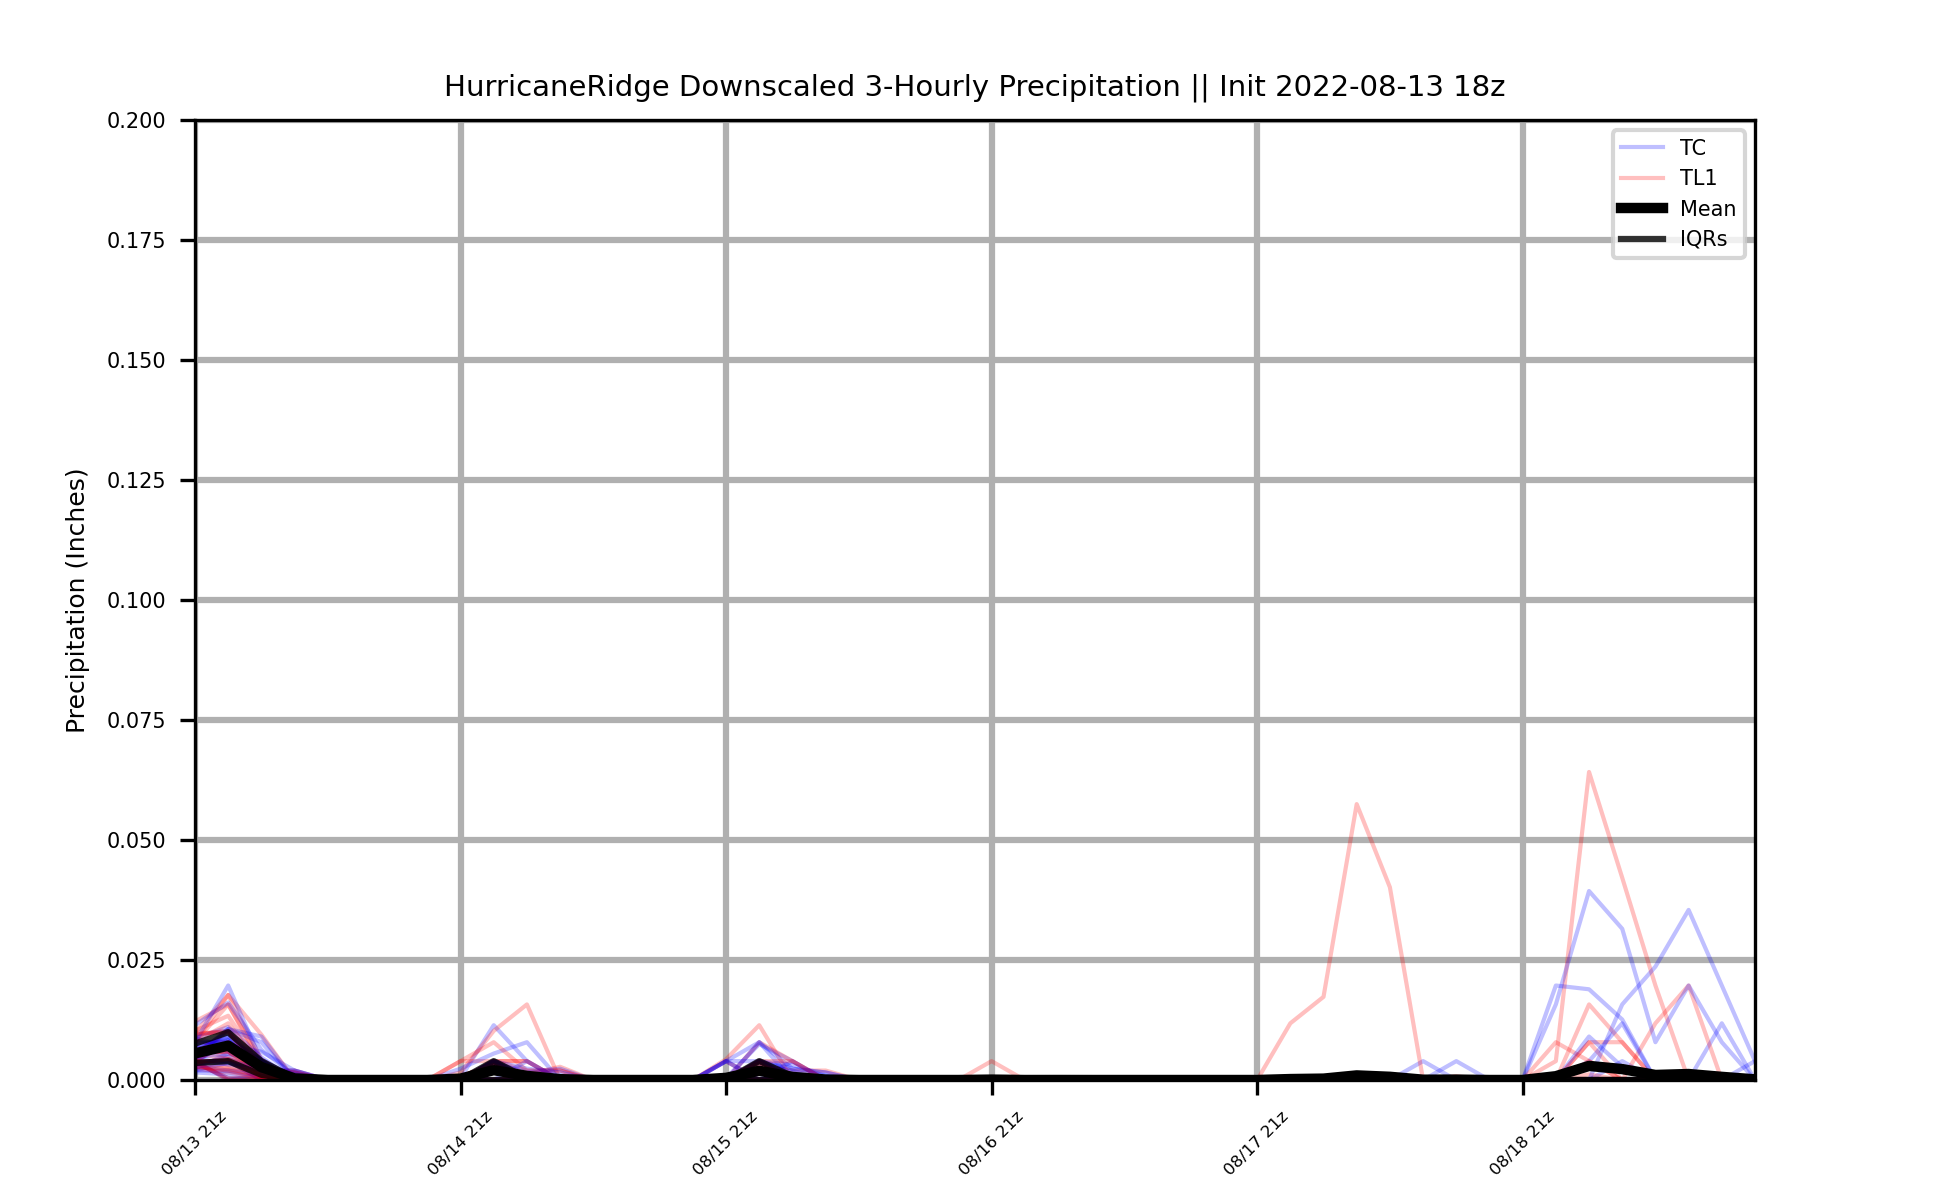 HurricaneRidge Downscaled 3-Hourly Precipitation || Init 2022-08-13 18z
Precipitation (Inches)
0.200
0.175
0.150
0.125
0.100
0.075
0.050
0.025
0.000
TC
TL1
Mean
IQRs
08/13 21z
08/14 21z
08/15 21z
08/16 21z
08/17 21z
08/18 21z